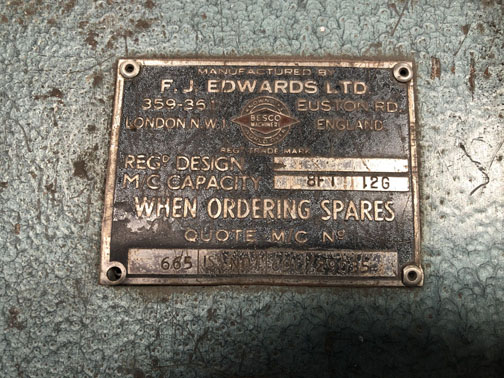 MANUFACTURED BY
F. J. EDWARDS LTD
359-361 EUSTON RD
LONDON N.W.1 ENGLAND
BESCO
MACHINERY
REGD TRADE MARK
REGD DESIGN
M/C CAPACITY 8FT 12G
WHEN ORDERING SPARES
QUOTE M/C No
665